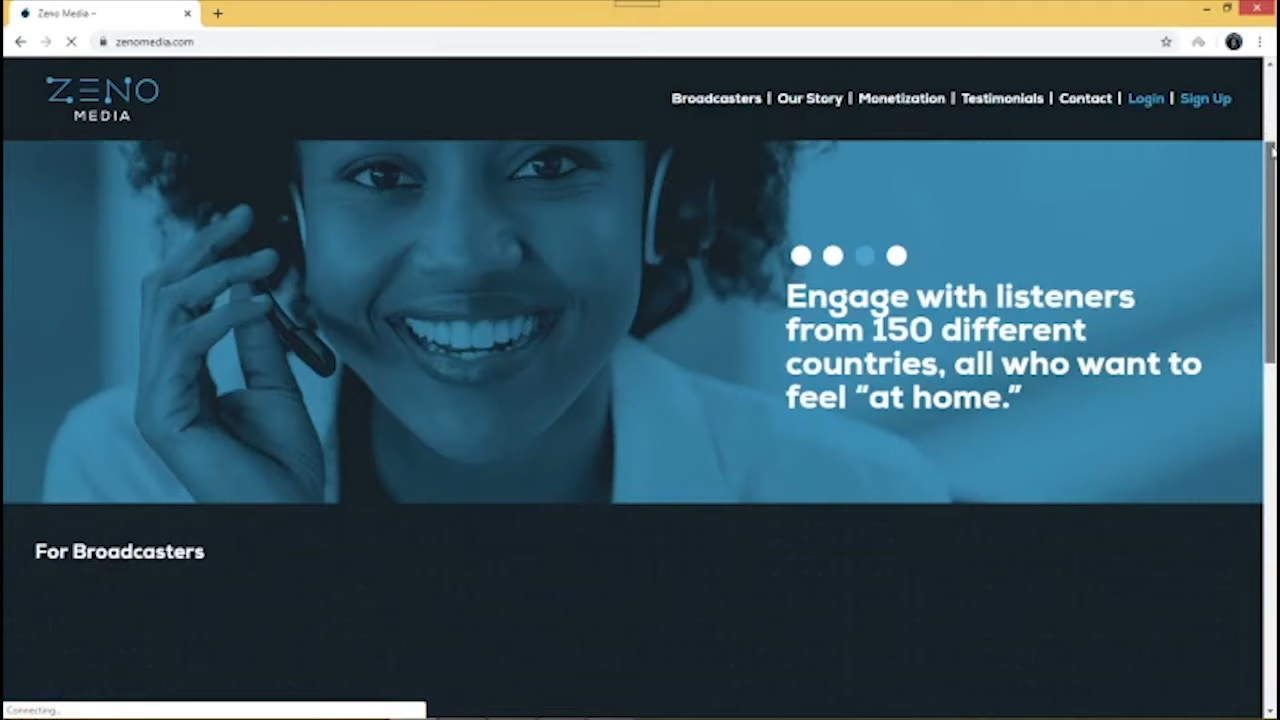 Zeno Media –
zenomedia.com
ZENO
MEDIA
Broadcasters | Our Story | Monetization | Testimonials | Contact | Login | Sign Up
Engage with listeners
from 150 different
countries, all who want to
feel “at home.”
For Broadcasters
Connecting...